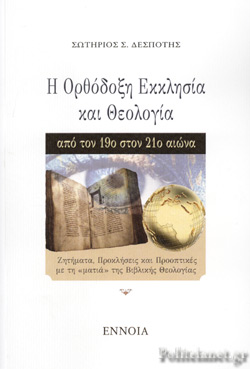 ΣΩΤΗΡΙΟΣ Σ. ΔΕΣΠΟΤΗΣ
Η Ορθόδοξη Εκκλησία
και Θεολογία
από τον 19ο στον 21ο αιώνα
Ζητήματα, Προκλήσεις και Προοπτικές
με τη «ματιά» της Βιβλικής Θεολογίας
ΕΝΝΟΙΑ
Politeianet.gr